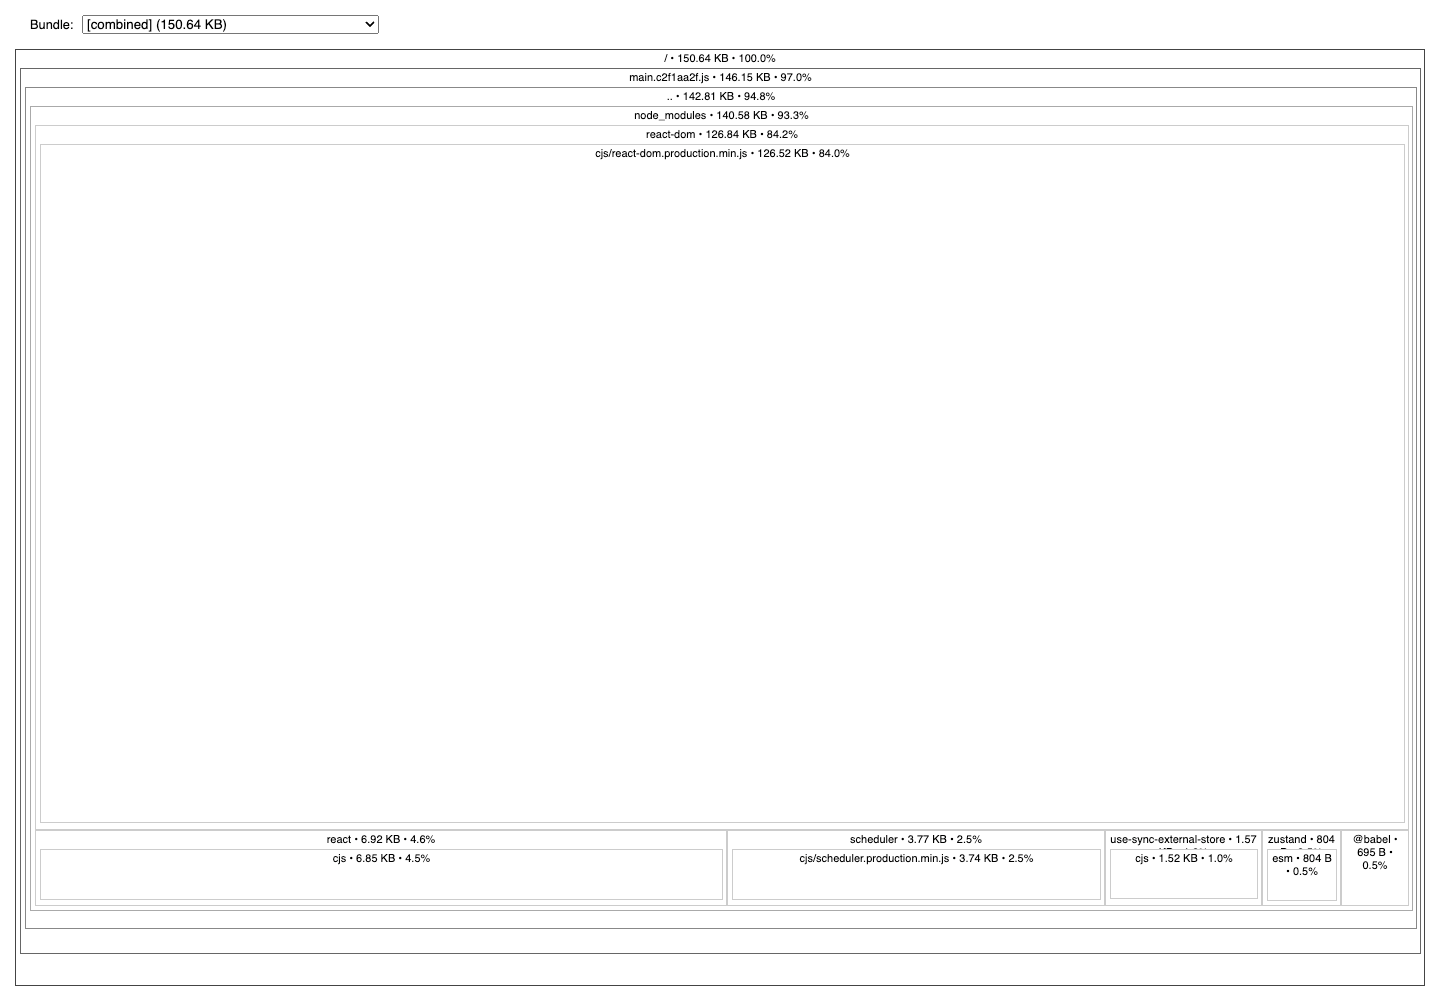 Bundle: [combined] (150.64 KB)
/ • 150.64 KB • 100.0%
main.c2f1aa2f.js • 146.15 KB • 97.0%
.. • 142.81 KB • 94.8%
node_modules • 140.58 KB • 93.3%
react-dom • 126.84 KB • 84.2%
cjs/react-dom.production.min.js • 126.52 KB • 84.0%
react • 6.92 KB • 4.6%
cjs • 6.85 KB • 4.5%
scheduler • 3.77 KB • 2.5%
cjs/scheduler.production.min.js • 3.74 KB • 2.5%
use-sync-external-store • 1.57
cjs • 1.52 KB • 1.0%
zustand • 804
esm • 804 B
• 0.5%
@babel •
695 B •
0.5%